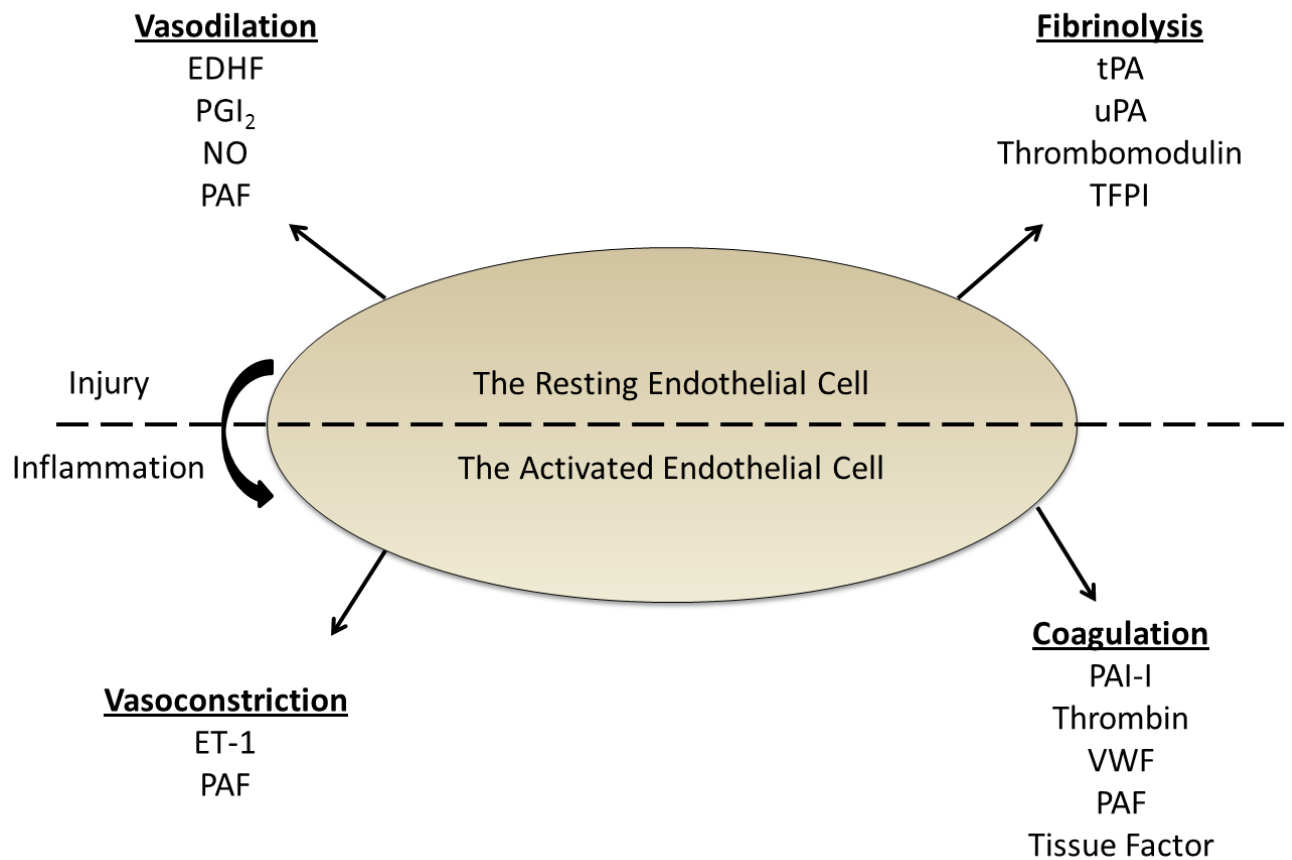 Vasodilation
EDHF
PGI₂
NO
PAF
Fibrinolysis
tPA
uPA
Thrombomodulin
TFPI
Injury
Inflammation
The Resting Endothelial Cell
The Activated Endothelial Cell
Vasoconstriction
ET-1
PAF
Coagulation
PAI-I
Thrombin
VWF
PAF
Tissue Factor